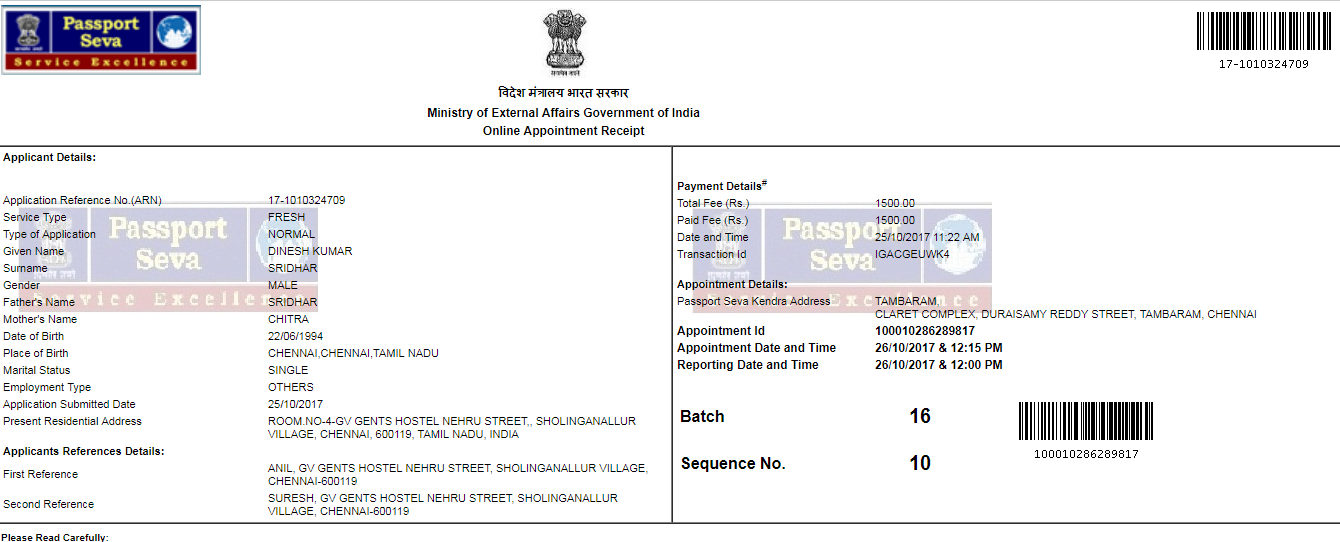 Passport
Seva
Service Excellence
सत्यमेव जयते
17-1010324709
विदेश मंत्रालय भारत सरकार
Ministry of External Affairs Government of India
Online Appointment Receipt
Applicant Details:
Application Reference No.(ARN) 17-1010324709
Service Type FRESH
Type of Application NORMAL
Given Name DINESH KUMAR
Surname SRIDHAR
Gender MALE
Father's Name SRIDHAR
Mother's Name CHITRA
Date of Birth 22/06/1994
Place of Birth CHENNAI,CHENNAI,TAMIL NADU
Marital Status SINGLE
Employment Type OTHERS
Application Submitted Date 25/10/2017
Present Residential Address ROOM.NO-4-GV GENTS HOSTEL NEHRU STREET,, SHOLINGANALLUR
VILLAGE, CHENNAI, 600119, TAMIL NADU, INDIA
Applicants References Details:
First Reference ANIL, GV GENTS HOSTEL NEHRU STREET, SHOLINGANALLUR VILLAGE,
CHENNAI-600119
Second Reference SURESH, GV GENTS HOSTEL NEHRU STREET, SHOLINGANALLUR
VILLAGE, CHENNAI-600119
Passport
Seva
Service Excellence
Payment Details#
Total Fee (Rs.) 1500.00
Paid Fee (Rs.) 1500.00
Date and Time 25/10/2017 11:22 AM
Transaction Id IGACGEUWK4
Appointment Details:
Passport Seva Kendra Address TAMBARAM,
CLARET COMPLEX, DURAISAMY REDDY STREET, TAMBARAM, CHENNAI
Appointment Id 100010286289817
Appointment Date and Time 26/10/2017 & 12:15 PM
Reporting Date and Time 26/10/2017 & 12:00 PM
Batch 16
Sequence No. 10
100010286289817
Passport
Seva
Service Excellence
Please Read Carefully: